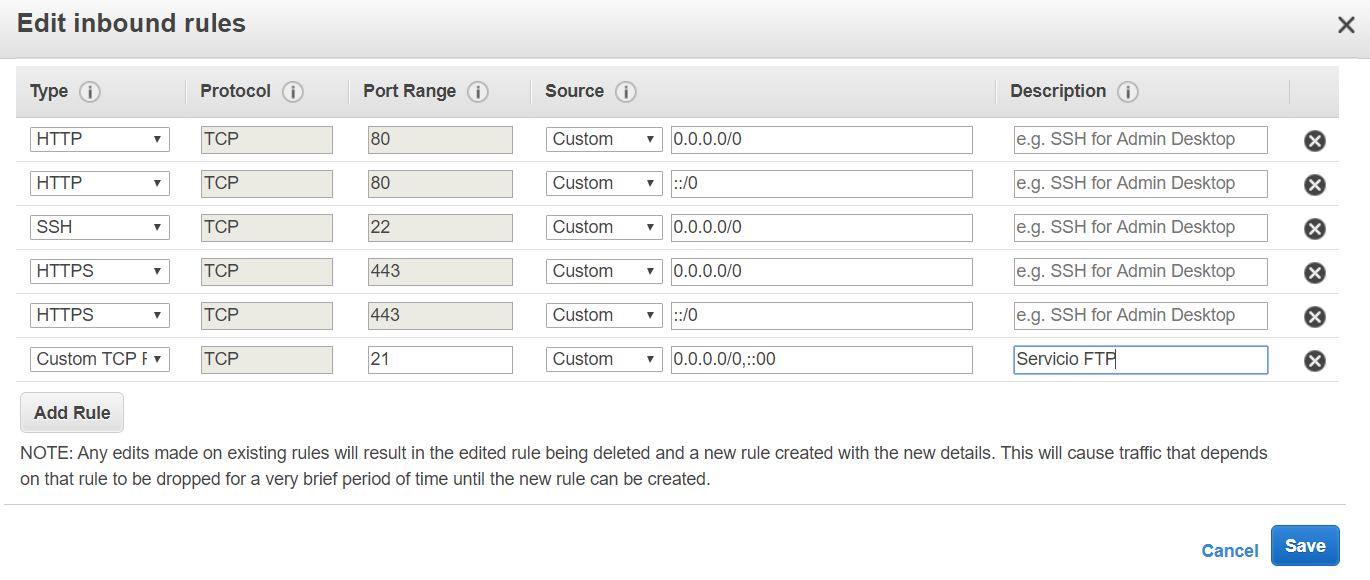 Edit inbound rules
Type Protocol Port Range Source Description
HTTP TCP 80 Custom 0.0.0.0/0 e.g. SSH for Admin Desktop
HTTP TCP 80 Custom ::/0 e.g. SSH for Admin Desktop
SSH TCP 22 Custom 0.0.0.0/0 e.g. SSH for Admin Desktop
HTTPS TCP 443 Custom 0.0.0.0/0 e.g. SSH for Admin Desktop
HTTPS TCP 443 Custom ::/0 e.g. SSH for Admin Desktop
Custom TCP F TCP 21 Custom 0.0.0.0/0,::00 Servicio FTP
Add Rule
NOTE: Any edits made on existing rules will result in the edited rule being deleted and a new rule created with the new details. This will cause traffic that depends
on that rule to be dropped for a very brief period of time until the new rule can be created.
Cancel Save